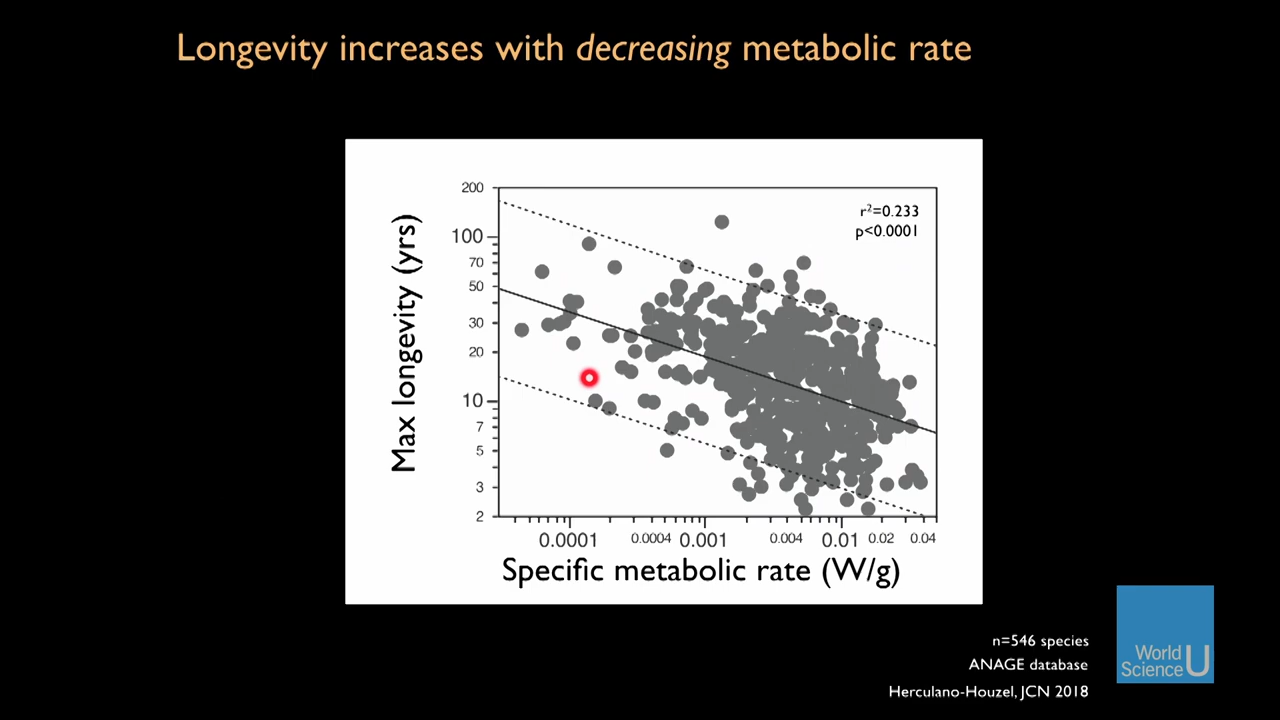 Longevity increases with decreasing metabolic rate
r²=0.233
p<0.0001
Max longevity (yrs)
200
100
70
50
30
20
10
7
5
3
2
0.0001
0.0004
0.001
0.004
0.01
0.02
0.04
Specific metabolic rate (W/g)
n=546 species
ANAGE database
Herculano-Houzel, JCN 2018
World
Science U